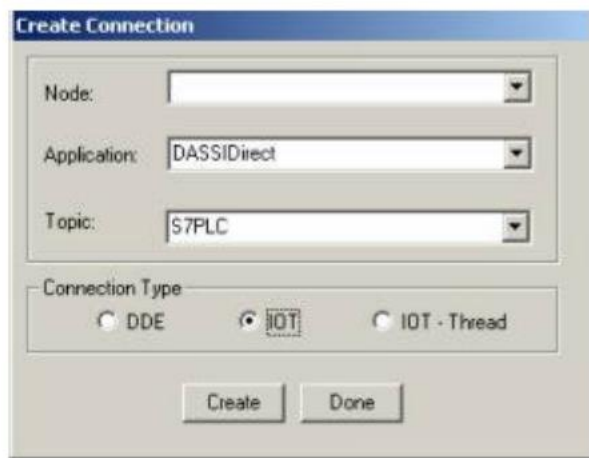 Create Connection
Node:
Application: DASSIDirect
Topic: S7PLC
Connection Type
DDE IOT IOT - Thread
Create Done